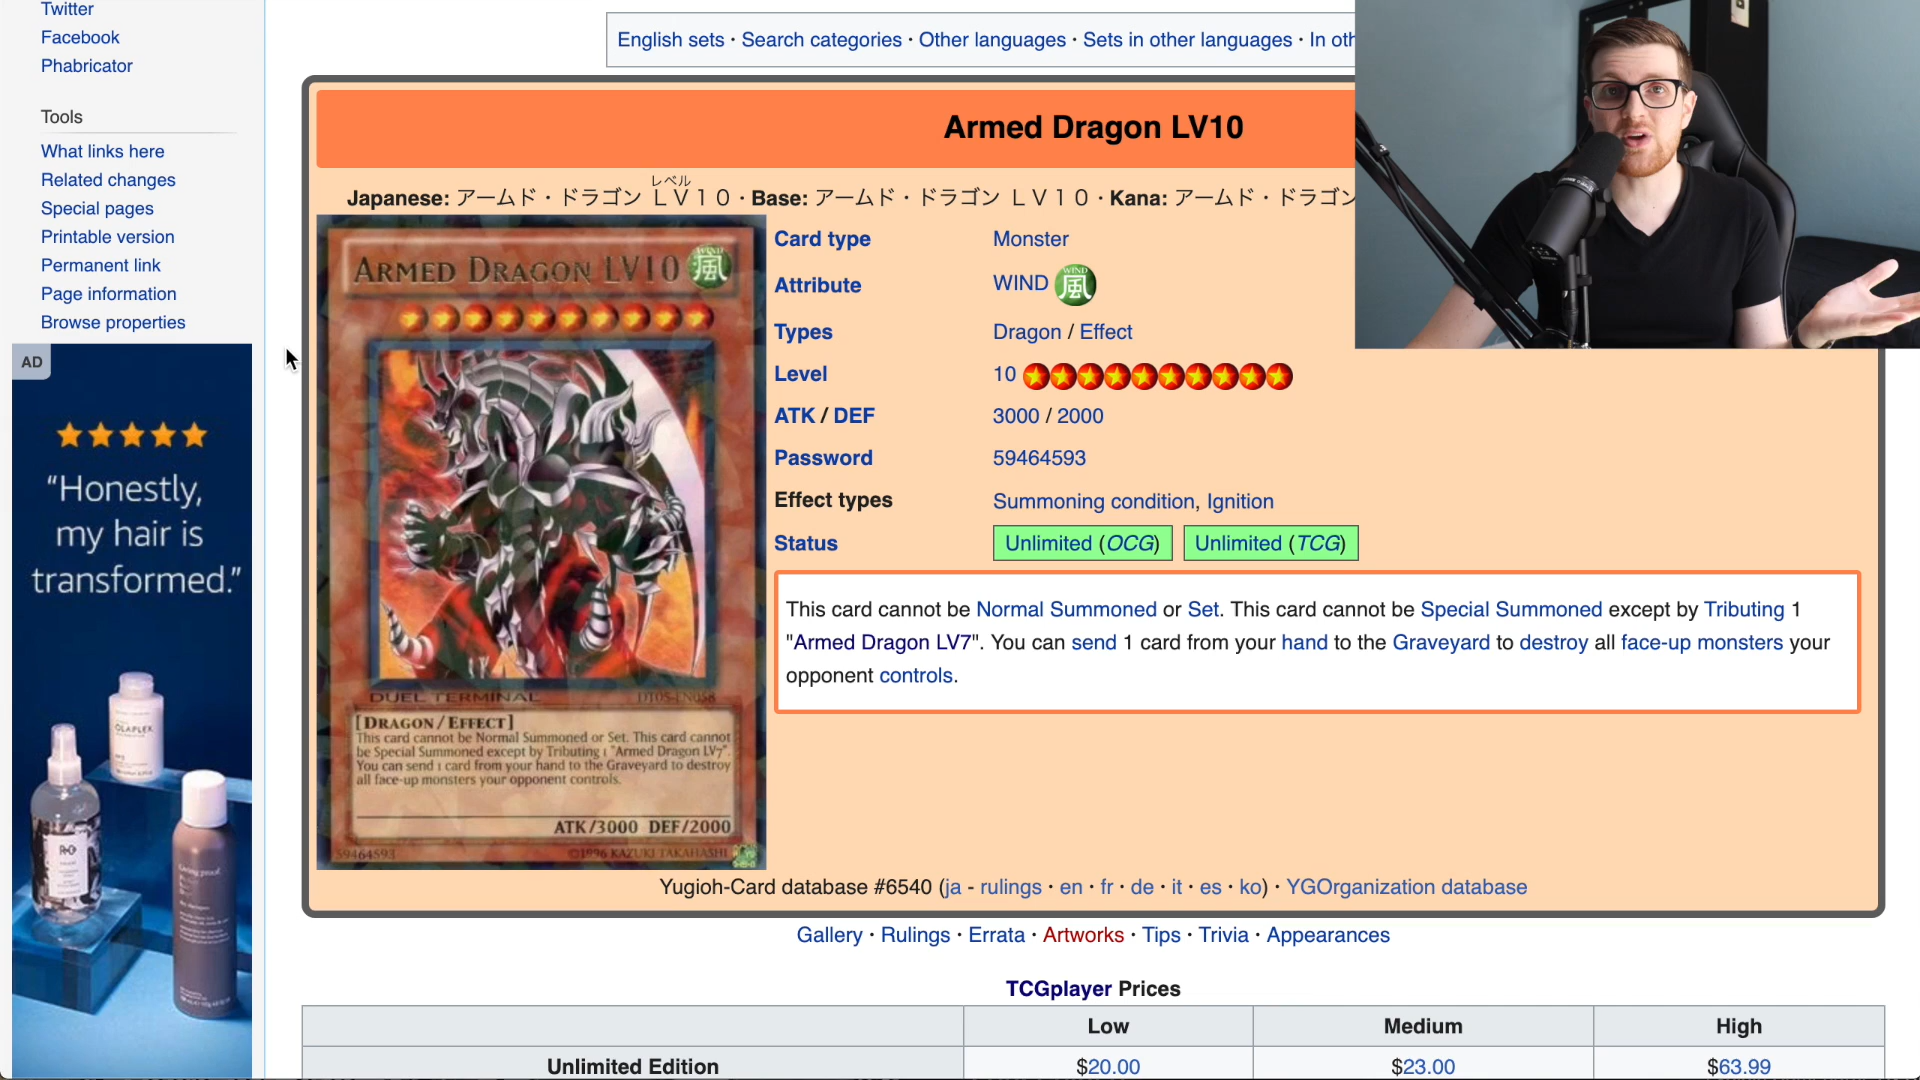 Twitter
Facebook
Phabricator
Tools
What links here
Related changes
Special pages
Printable version
Permanent link
Page information
Browse properties
AD
“Honestly,
my hair is
transformed.”
OLAPLEX
R+Co
English sets · Search categories · Other languages · Sets in other languages · In oth
Armed Dragon LV10
レベル
Japanese: アームド・ドラゴン ＬＶ１０ · Base: アームド・ドラゴン ＬＶ１０ · Kana: アームド・ドラゴン
ARMED DRAGON LV10
WIND
風
DUEL TERMINAL DT05-EN058
[DRAGON/EFFECT]
This card cannot be Normal Summoned or Set. This card cannot
be Special Summoned except by Tributing 1 "Armed Dragon LV7".
You can send 1 card from your hand to the Graveyard to destroy
all face-up monsters your opponent controls.
ATK/3000 DEF/2000
59464593 ©1996 KAZUKI TAKAHASHI
Card type Monster
Attribute WIND
WIND
風
Types Dragon / Effect
Level 10
ATK / DEF 3000 / 2000
Password 59464593
Effect types Summoning condition, Ignition
Status Unlimited (OCG) Unlimited (TCG)
This card cannot be Normal Summoned or Set. This card cannot be Special Summoned except by Tributing 1
"Armed Dragon LV7". You can send 1 card from your hand to the Graveyard to destroy all face-up monsters your
opponent controls.
Yugioh-Card database #6540 (ja - rulings · en · fr · de · it · es · ko) · YGOrganization database
Gallery · Rulings · Errata · Artworks · Tips · Trivia · Appearances
TCGplayer Prices
Low Medium High
Unlimited Edition $20.00 $23.00 $63.99